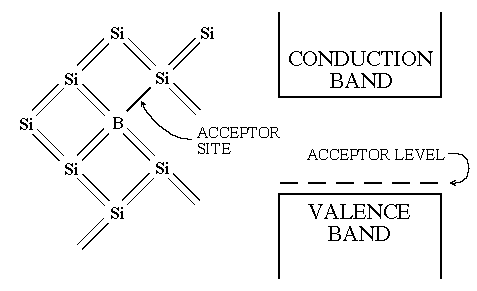 Si
Si
Si
Si
Si
B
Si
Si
Si
ACCEPTOR
SITE
CONDUCTION
BAND
ACCEPTOR LEVEL
VALENCE
BAND